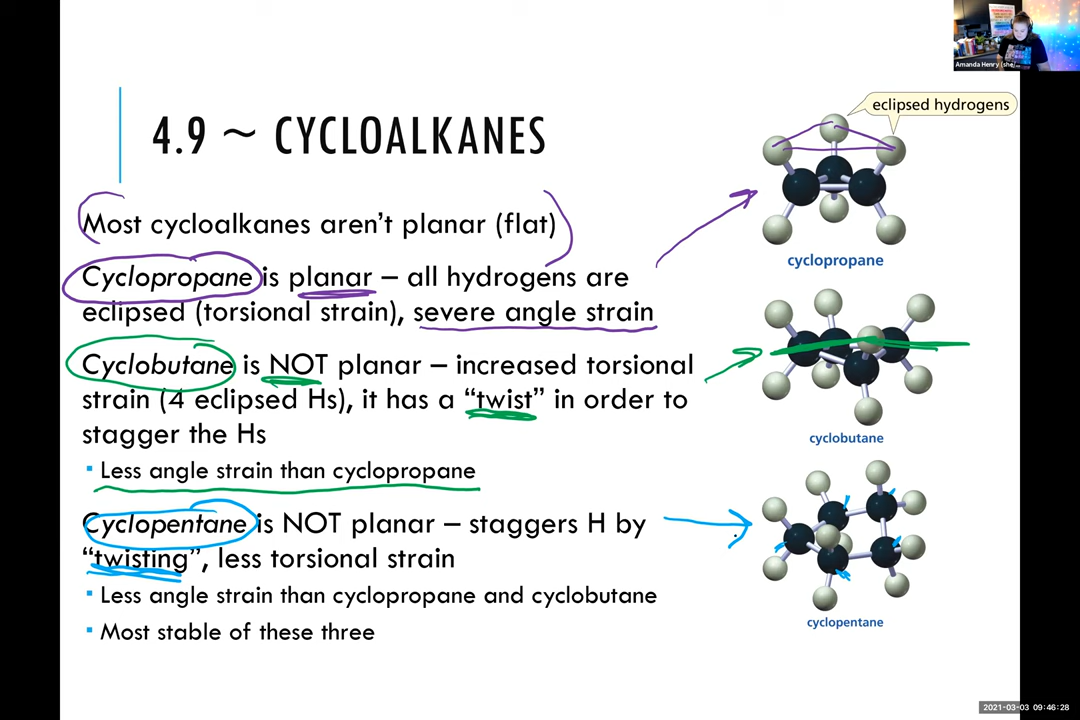 Amanda Henry (she/...
eclipsed hydrogens
4.9 ~ CYCLOALKANES
Most cycloalkanes aren't planar (flat)
cyclopropane
Cyclopropane is planar – all hydrogens are
eclipsed (torsional strain), severe angle strain
Cyclobutane is NOT planar – increased torsional
strain (4 eclipsed Hs), it has a "twist" in order to
stagger the Hs
cyclobutane
Less angle strain than cyclopropane
Cyclopentane is NOT planar – staggers H by
"twisting", less torsional strain
Less angle strain than cyclopropane and cyclobutane
cyclopentane
Most stable of these three
2021-03-03 09:46:28